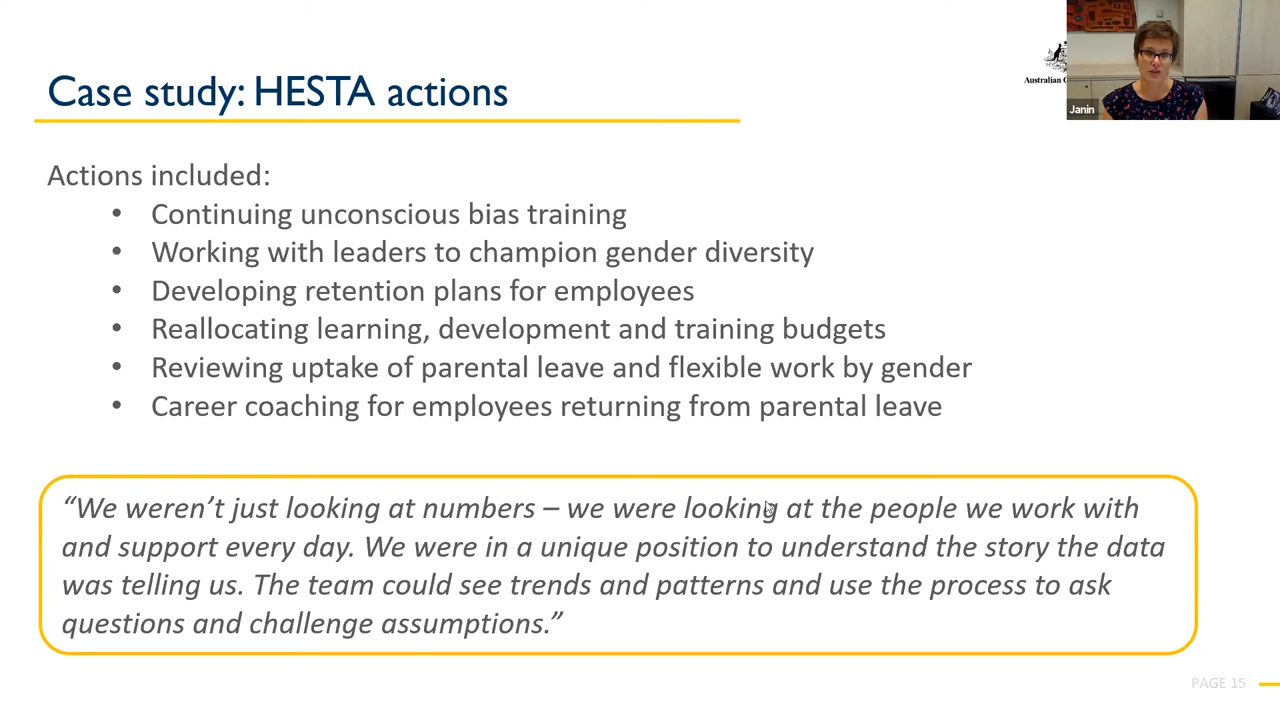 Case study: HESTA actions
Australian
Janin
Actions included:
• Continuing unconscious bias training
• Working with leaders to champion gender diversity
• Developing retention plans for employees
• Reallocating learning, development and training budgets
• Reviewing uptake of parental leave and flexible work by gender
• Career coaching for employees returning from parental leave
“We weren’t just looking at numbers – we were looking at the people we work with
and support every day. We were in a unique position to understand the story the data
was telling us. The team could see trends and patterns and use the process to ask
questions and challenge assumptions.”
PAGE 15